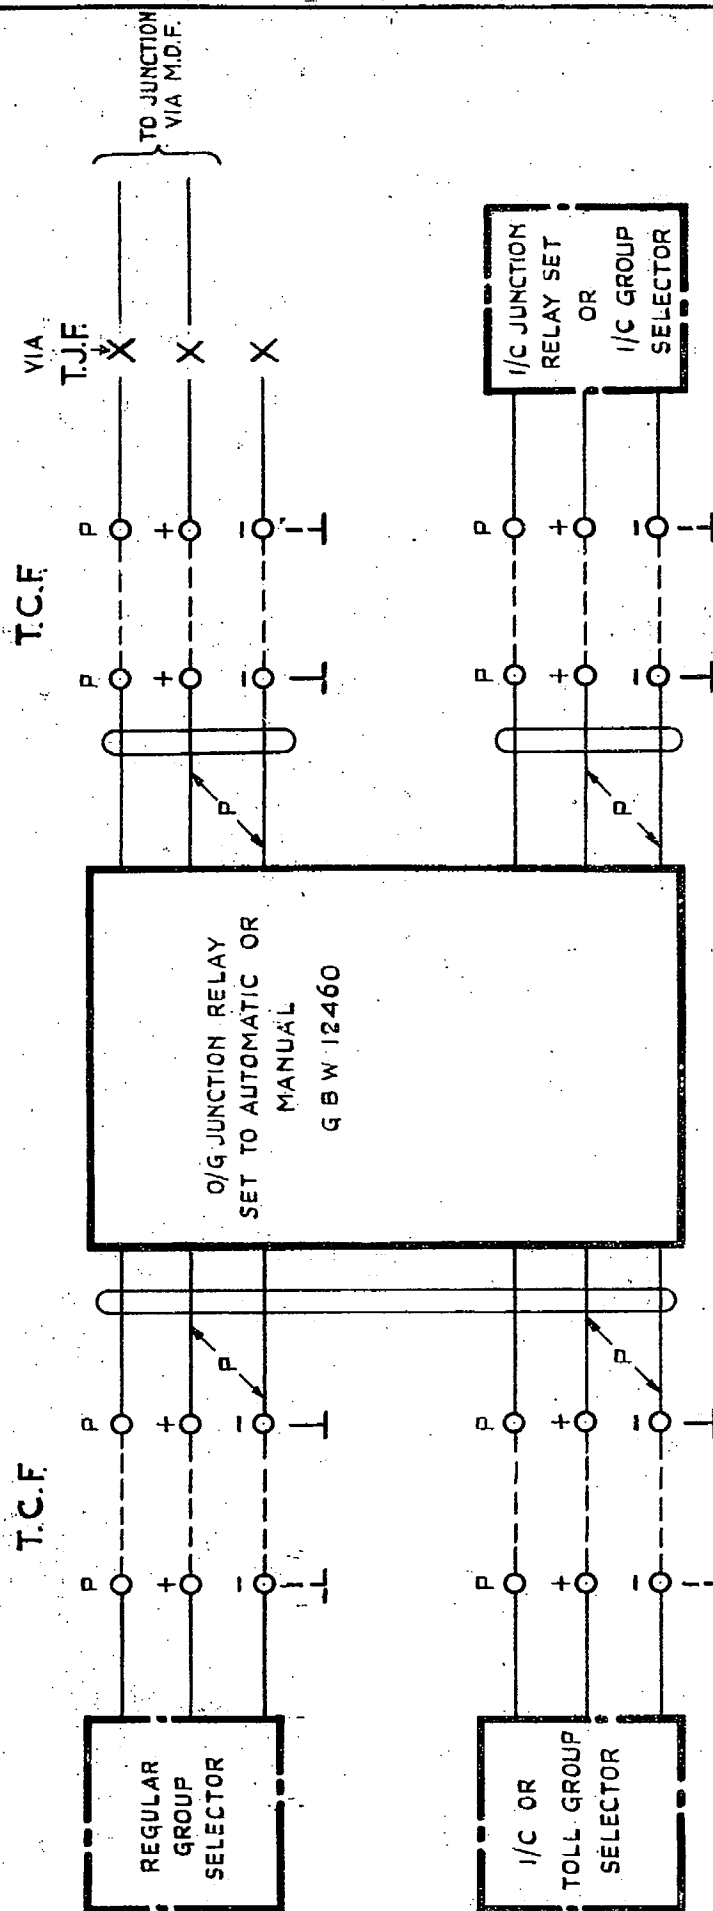 T.C.F.
T.C.F.
VIA
T.J.F.
TO JUNCTION
VIA M.D.F.
P
P
P
P
+
+
+
+
-
-
-
-
P
P
REGULAR
GROUP
SELECTOR
O/G JUNCTION RELAY
SET TO AUTOMATIC OR
MANUAL
G B W 12460
P
P
P
P
+
+
+
+
-
-
-
-
P
P
I/C OR
TOLL GROUP
SELECTOR
I/C JUNCTION
RELAY SET
OR
I/C GROUP
SELECTOR